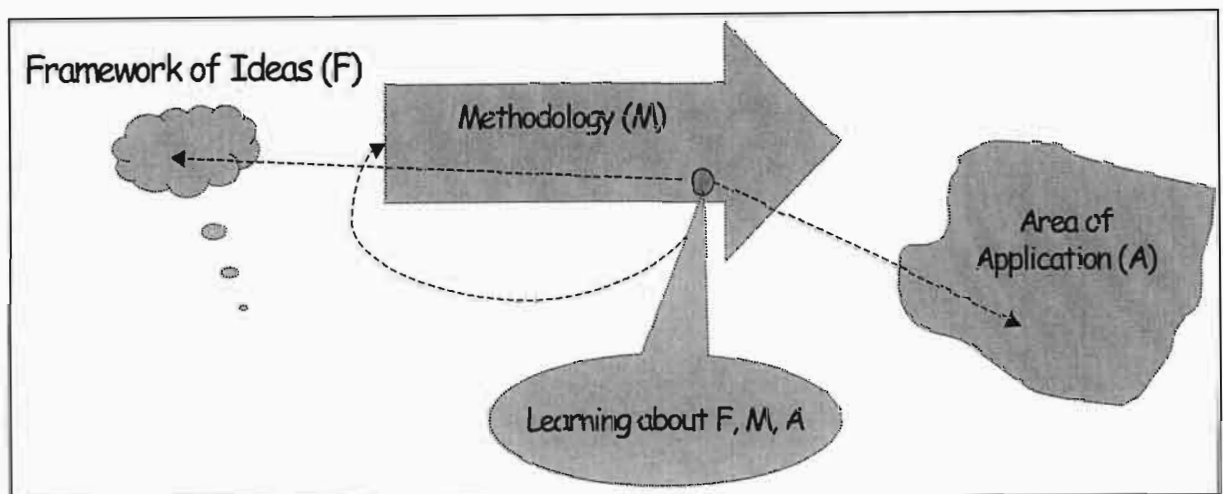 Framework of Ideas (F)
Methodology (M)
Area of
Application (A)
Learning about F, M, A